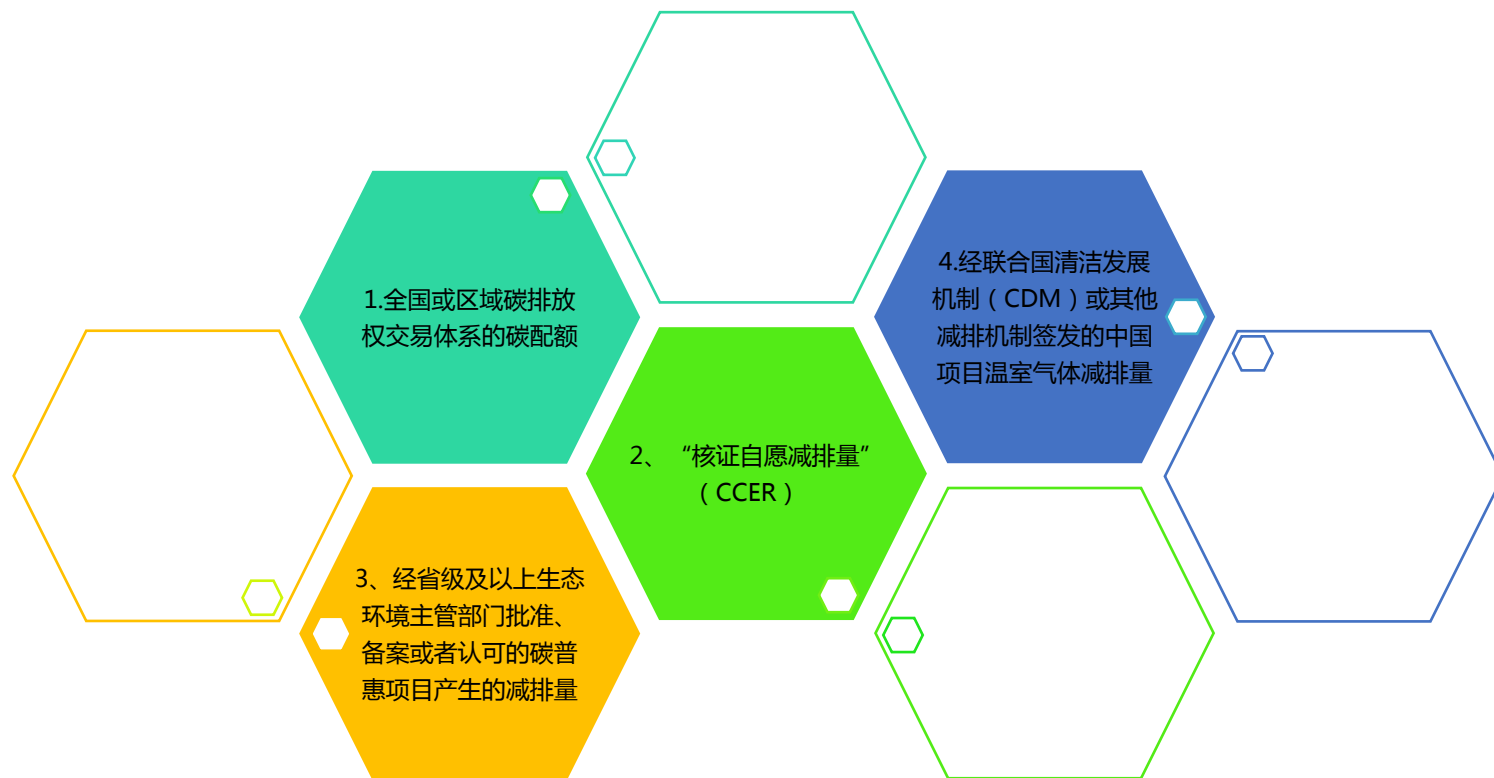 1.全国或区域碳排放
权交易体系的碳配额
2、 “核证自愿减排量”
（CCER）
3、经省级及以上生态
环境主管部门批准、
备案或者认可的碳普
惠项目产生的减排量
4.经联合国清洁发展
机制（CDM）或其他
减排机制签发的中国
项目温室气体减排量